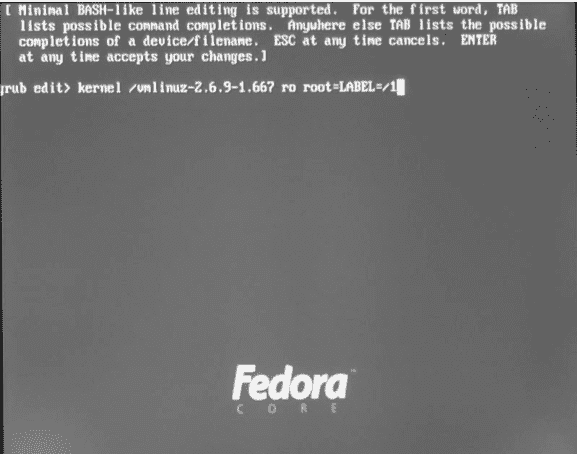 [ Minimal BASH-like line editing is supported. For the first word, TAB
lists possible command completions. Anywhere else TAB lists the possible
completions of a device/filename. ESC at any time cancels. ENTER
at any time accepts your changes.]
grub edit> kernel /vmlinuz-2.6.9-1.667 ro root=LABEL=/1
Fedora™
CORE